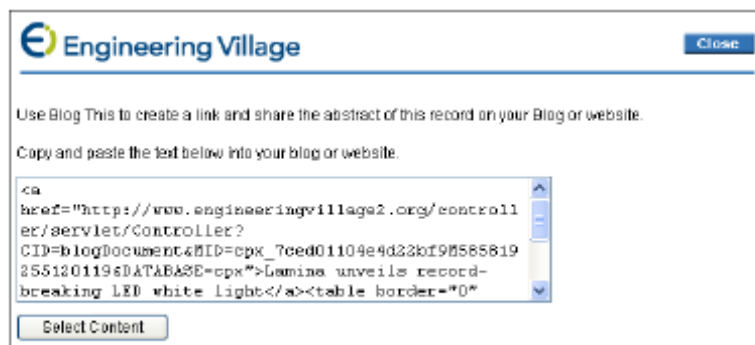 Engineering Village
Close
Use Blog This to create a link and share the abstract of this record on your Blog or website.
Copy and paste the text below into your blog or website.
<a
href="http://www.engineeringvillage2.org/controll
er/servlet/Controller?
CID=blogDocument&MID=cpx_7ced01104e4d22bf9M585819
255120119&DATABASE=cpx">Lamina unveils record-
breaking LED white light</a><table border="0"
Select Content